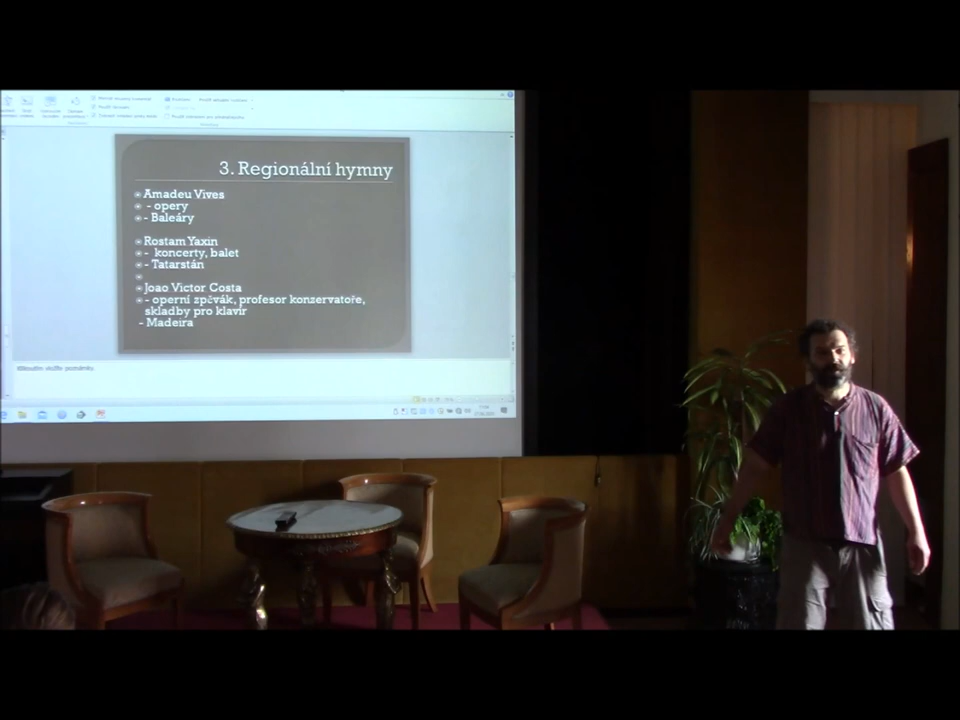 3. Regionální hymny
Amadeu Vives
- opery
- Baleáry
Rostam Yaxin
- koncerty, balet
- Tatarstán
Joao Victor Costa
- operní zpěvák, profesor konzervatoře,
skladby pro klavír
- Madeira